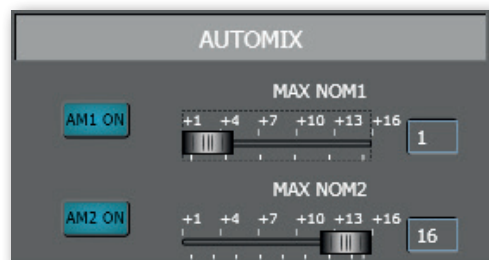 AUTOMIX
MAX NOM1
AM1 ON
+1 +4 +7 +10 +13 +16
1
MAX NOM2
AM2 ON
+1 +4 +7 +10 +13 +16
16